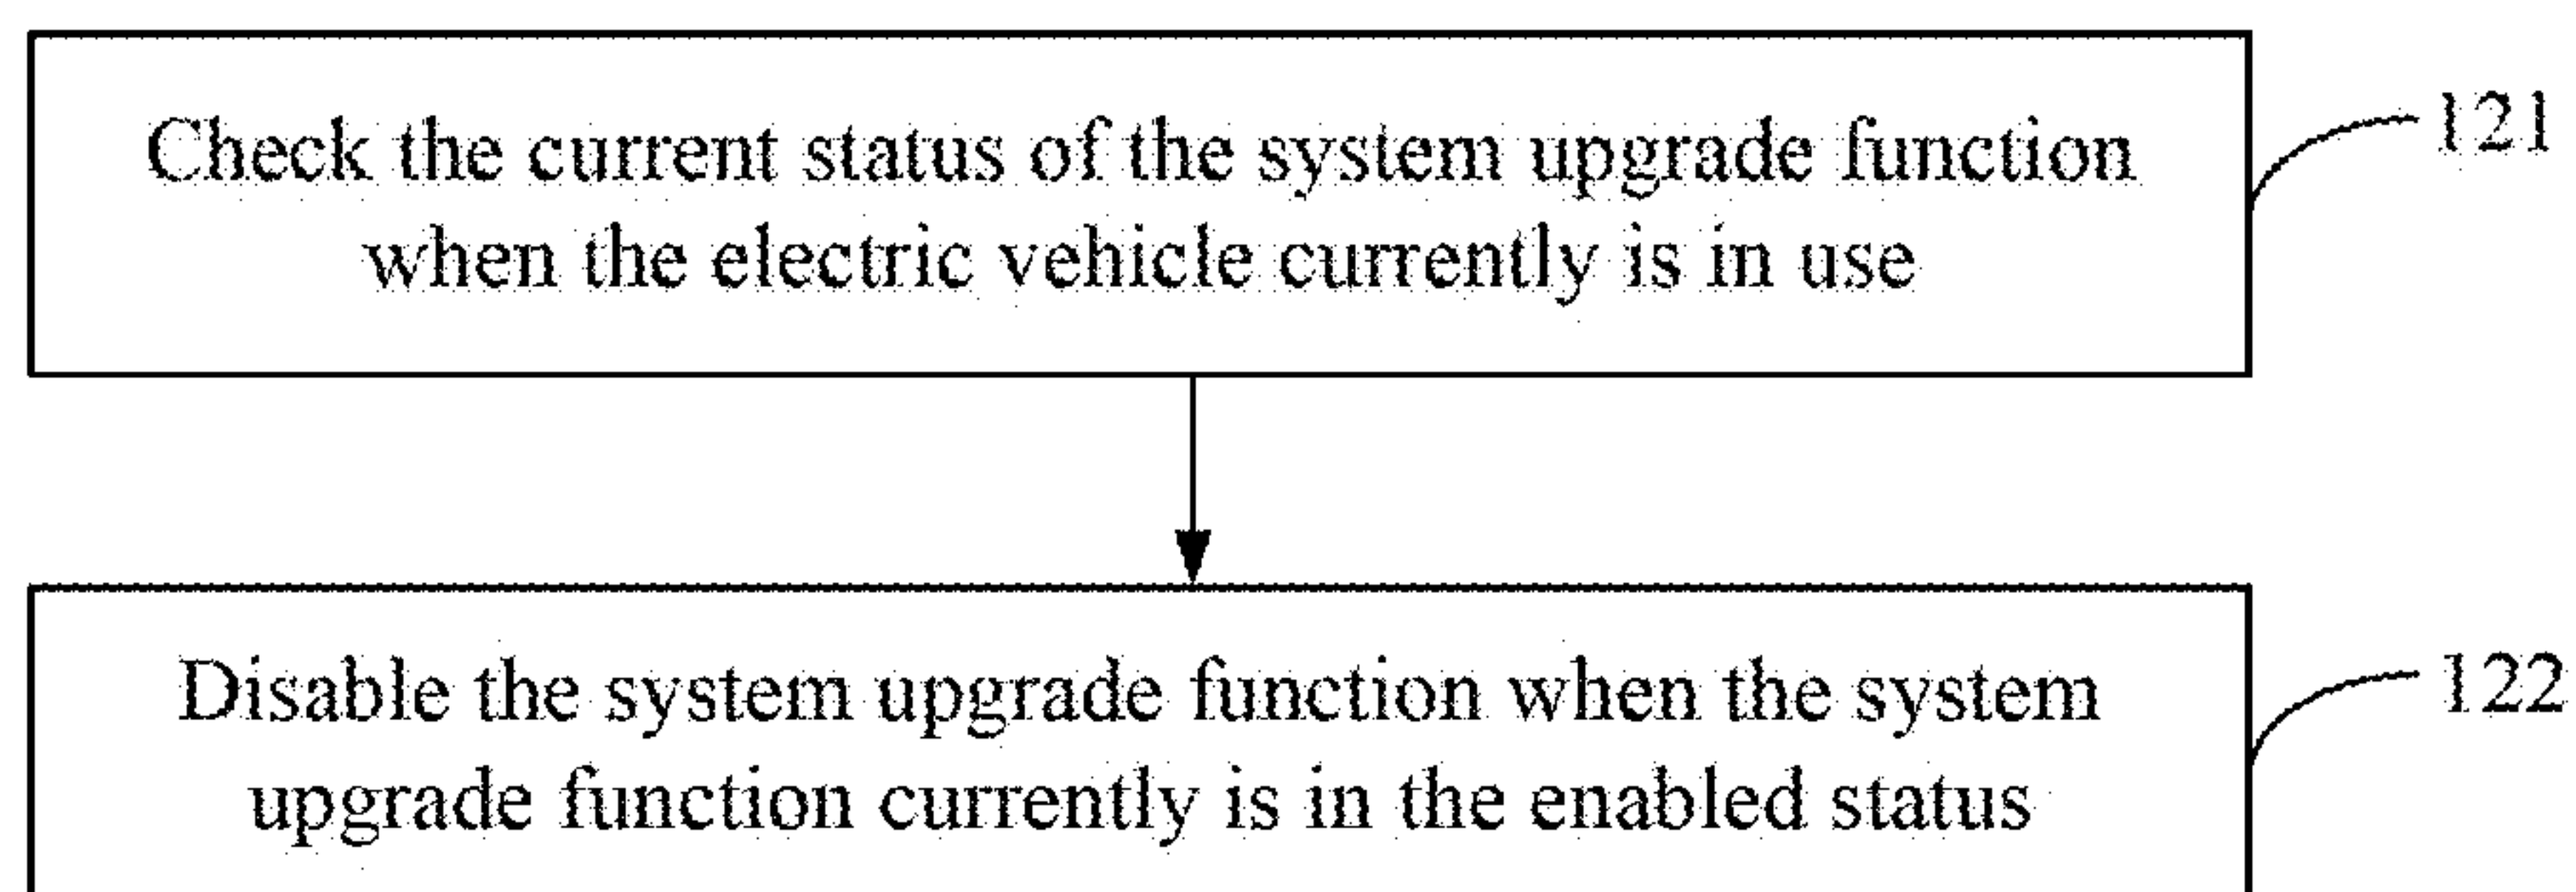 Check the current status of the system upgrade function
when the electric vehicle currently is in use
121
Disable the system upgrade function when the system
upgrade function currently is in the enabled status
122